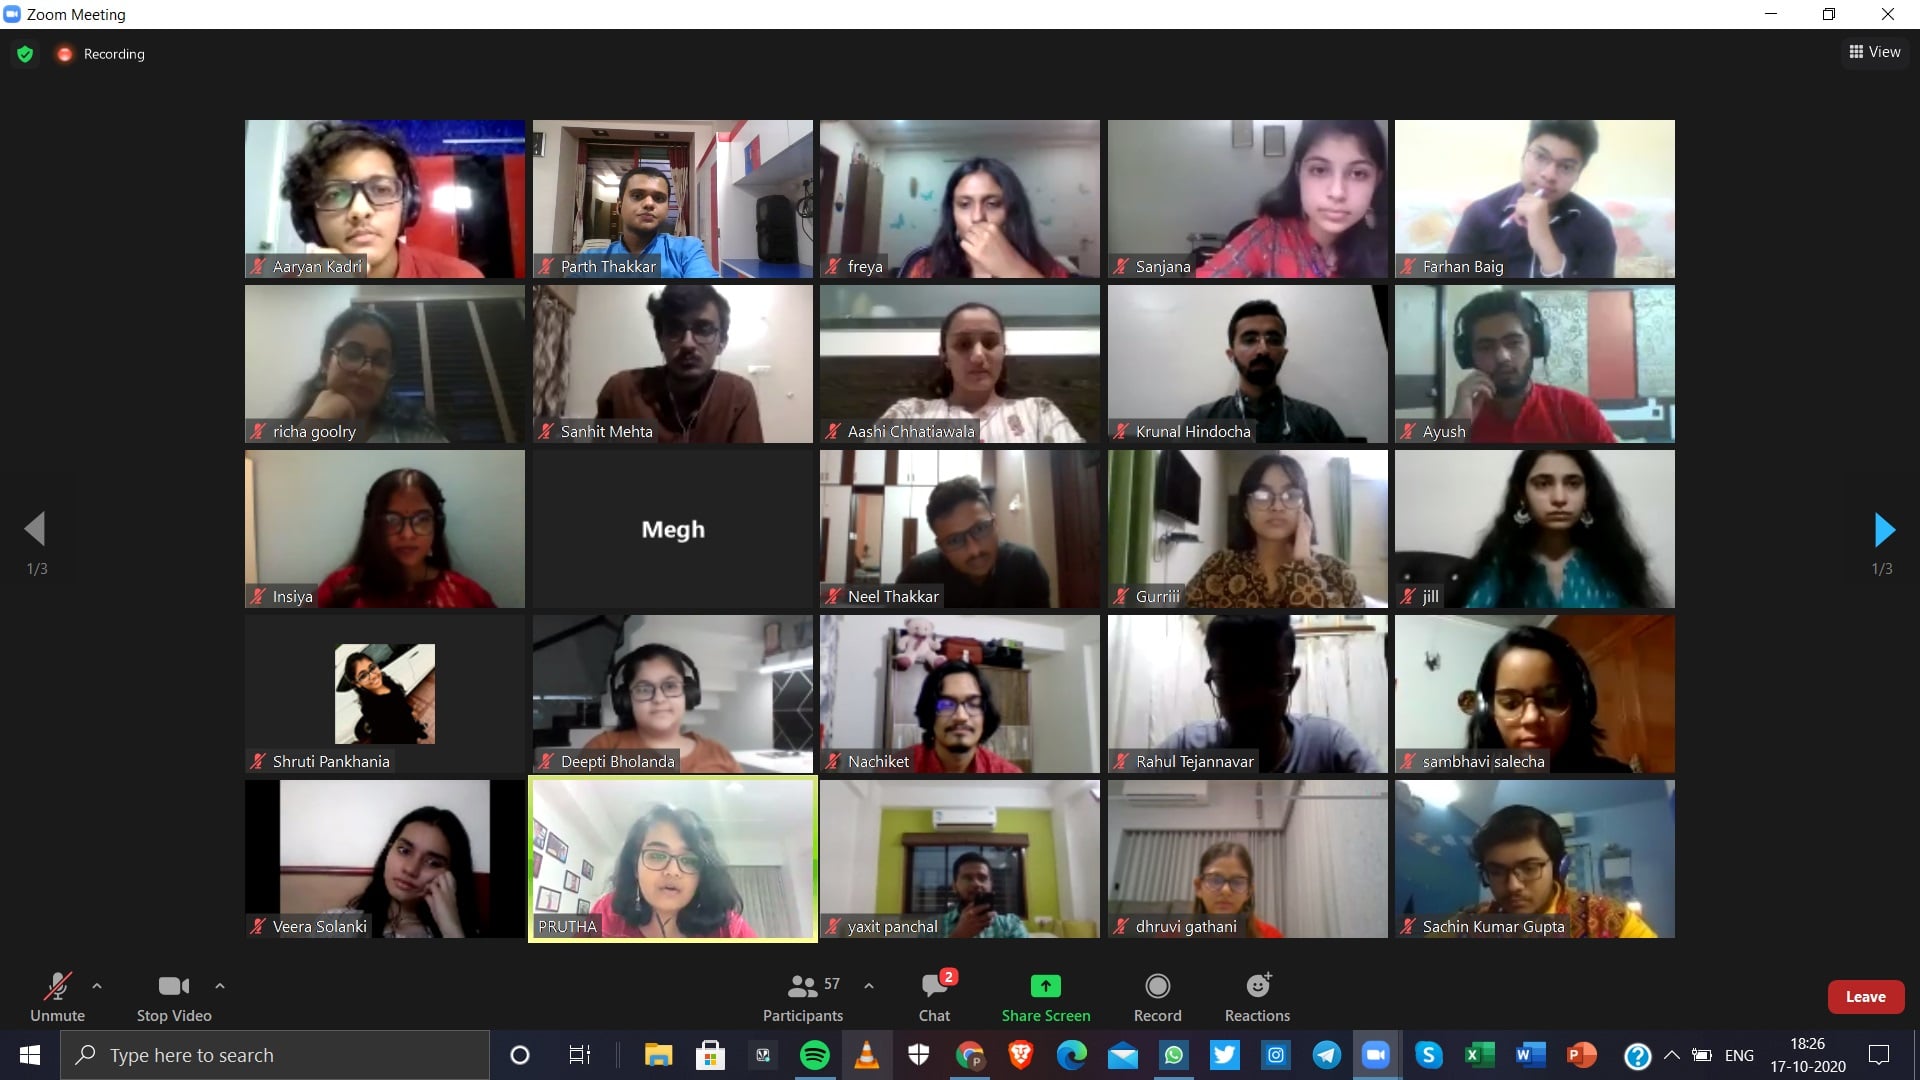 Zoom Meeting
Recording
View
Aaryan Kadri
Parth Thakkar
freya
Sanjana
Farhan Baig
richa goolry
Sanhit Mehta
Aashi Chhatiawala
Krunal Hindocha
Ayush
Insiya
Megh
Neel Thakkar
Gurriii
jill
1/3
1/3
Shruti Pankhania
Deepti Bholanda
Nachiket
Rahul Tejannavar
sambhavi salecha
Veera Solanki
PRUTHA
yaxit panchal
dhruvi gathani
Sachin Kumar Gupta
Unmute
Stop Video
57
Participants
2
Chat
Share Screen
Record
Reactions
Leave
Type here to search
ENG
18:26
17-10-2020